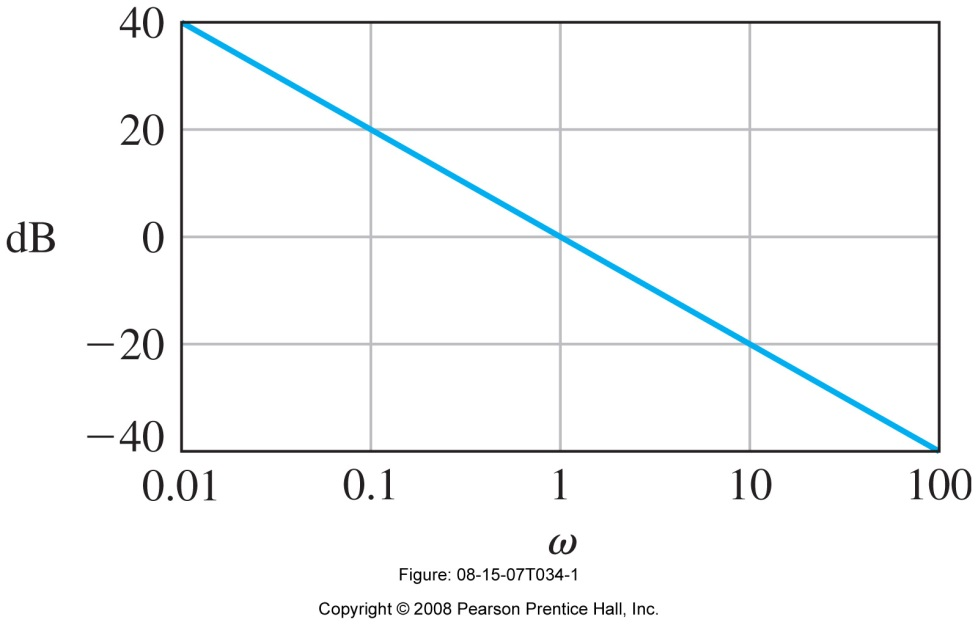 40
20
dB
0
−20
−40
0.01 0.1 1 10 100
ω
Figure: 08-15-07T034-1
Copyright © 2008 Pearson Prentice Hall, Inc.